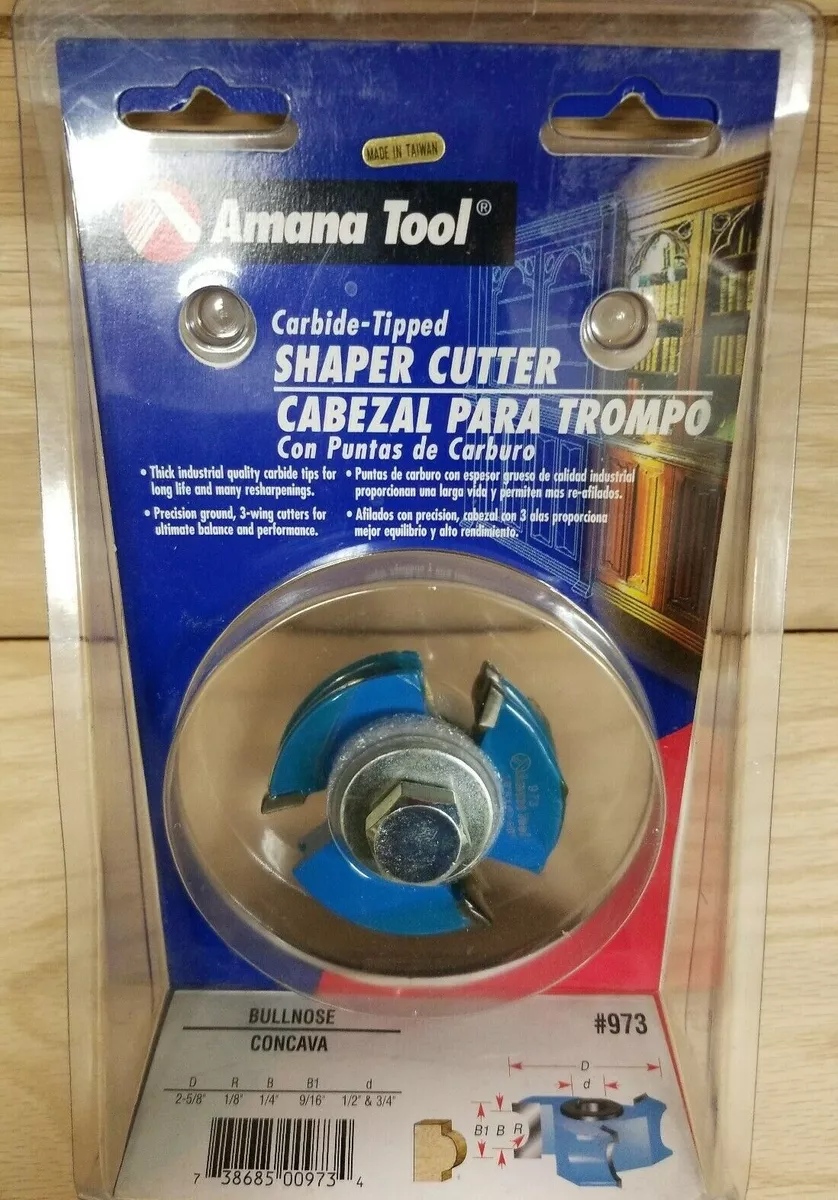 MADE IN TAIWAN
Amana Tool®
Carbide-Tipped
SHAPER CUTTER
CABEZAL PARA TROMPO
Con Puntas de Carburo
• Thick industrial quality carbide tips for long life and many resharpenings.
• Precision ground, 3-wing cutters for ultimate balance and performance.
• Puntas de carburo con espesor grueso de calidad industrial proporcionan una larga vida y permiten mas re-afilados.
• Afilados con precision, cabezal con 3 alas proporciona mejor equilibrio y alto rendimiento.
973
BULLNOSE
CONCAVA
#973
D R B B1 d
2-5/8" 1/8" 1/4" 9/16" 1/2" & 3/4"
D
d
B1 B R
7 38685 00973 4